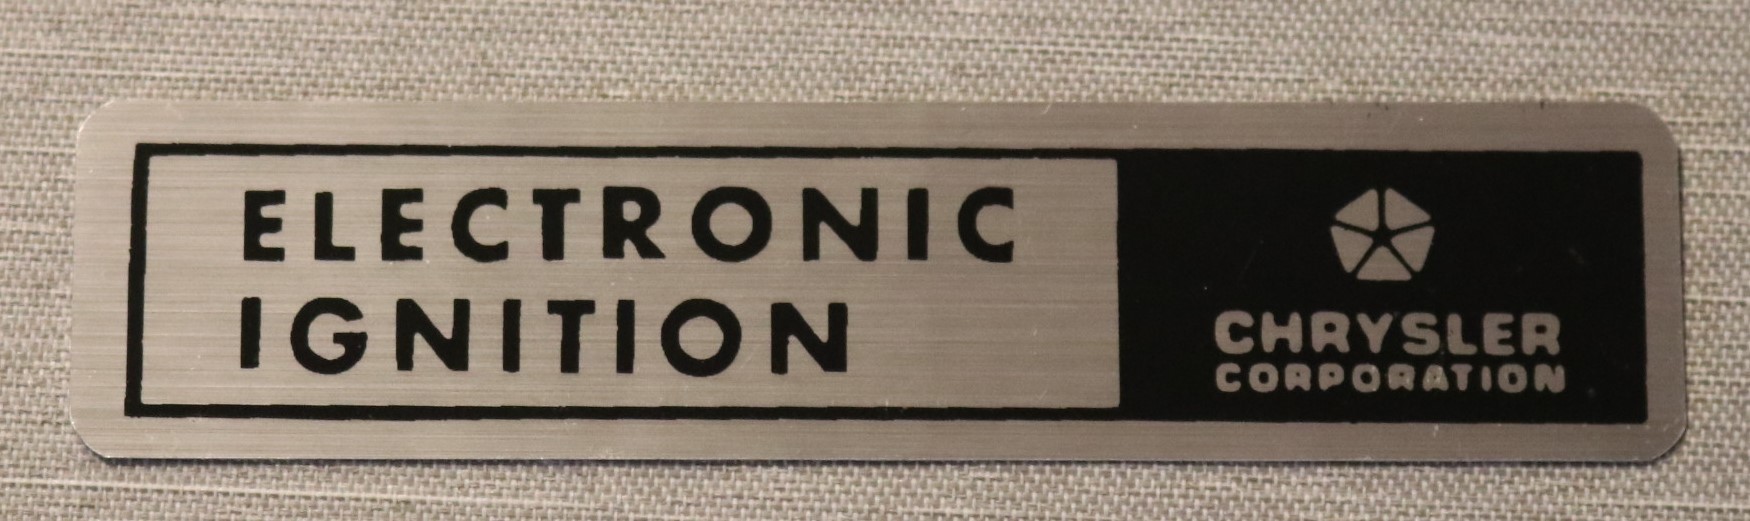 ELECTRONIC
IGNITION
CHRYSLER
CORPORATION